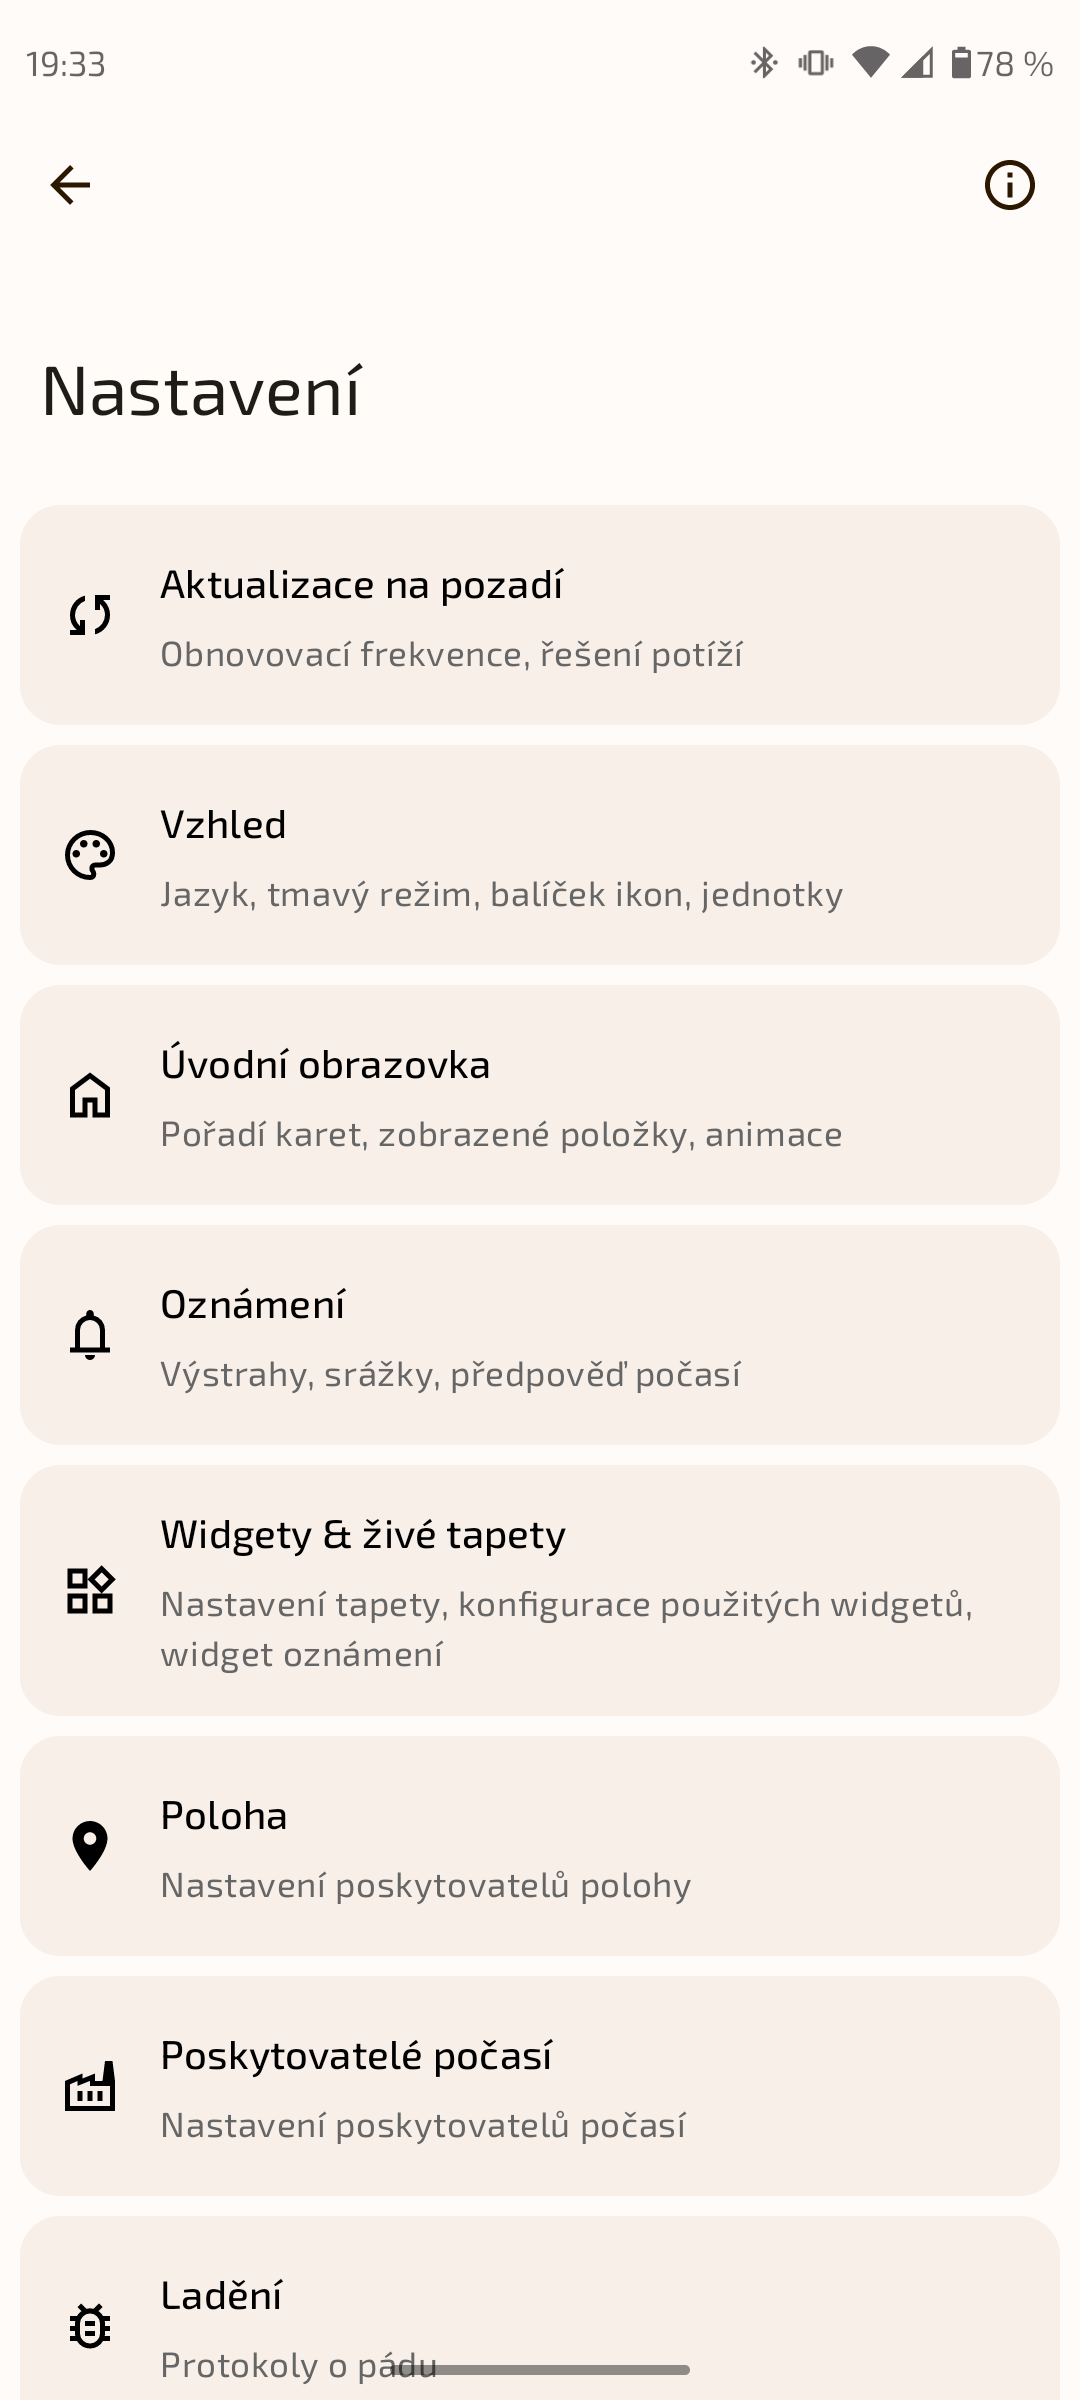 19:33
78 %
Nastavení
Aktualizace na pozadí
Obnovovací frekvence, řešení potíží
Vzhled
Jazyk, tmavý režim, balíček ikon, jednotky
Úvodní obrazovka
Pořadí karet, zobrazené položky, animace
Oznámení
Výstrahy, srážky, předpověď počasí
Widgety & živé tapety
Nastavení tapety, konfigurace použitých widgetů,
widget oznámení
Poloha
Nastavení poskytovatelů polohy
Poskytovatelé počasí
Nastavení poskytovatelů počasí
Ladění
Protokoly o pádu